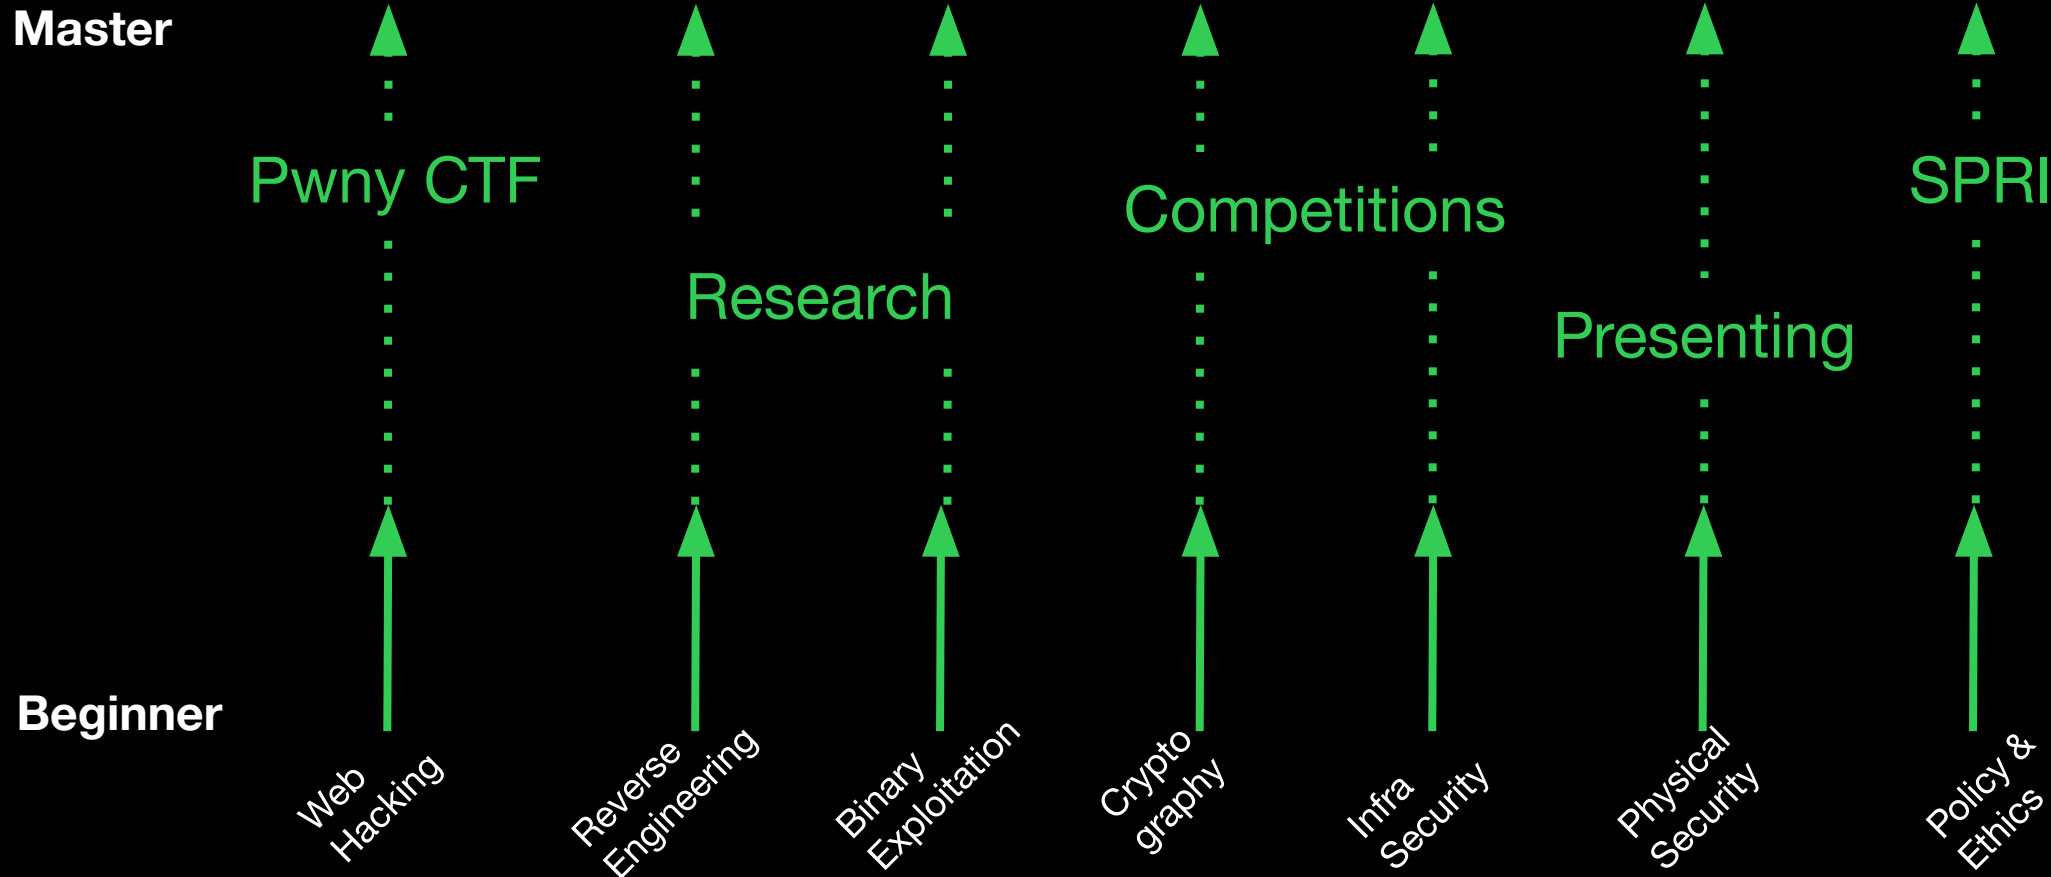 Master
Pwny CTF
Competitions
SPRI
Research
Presenting
Beginner
Web
Hacking
Reverse
Engineering
Binary
Exploitation
Crypto
graphy
Infra
Security
Physical
Security
Policy &
Ethics